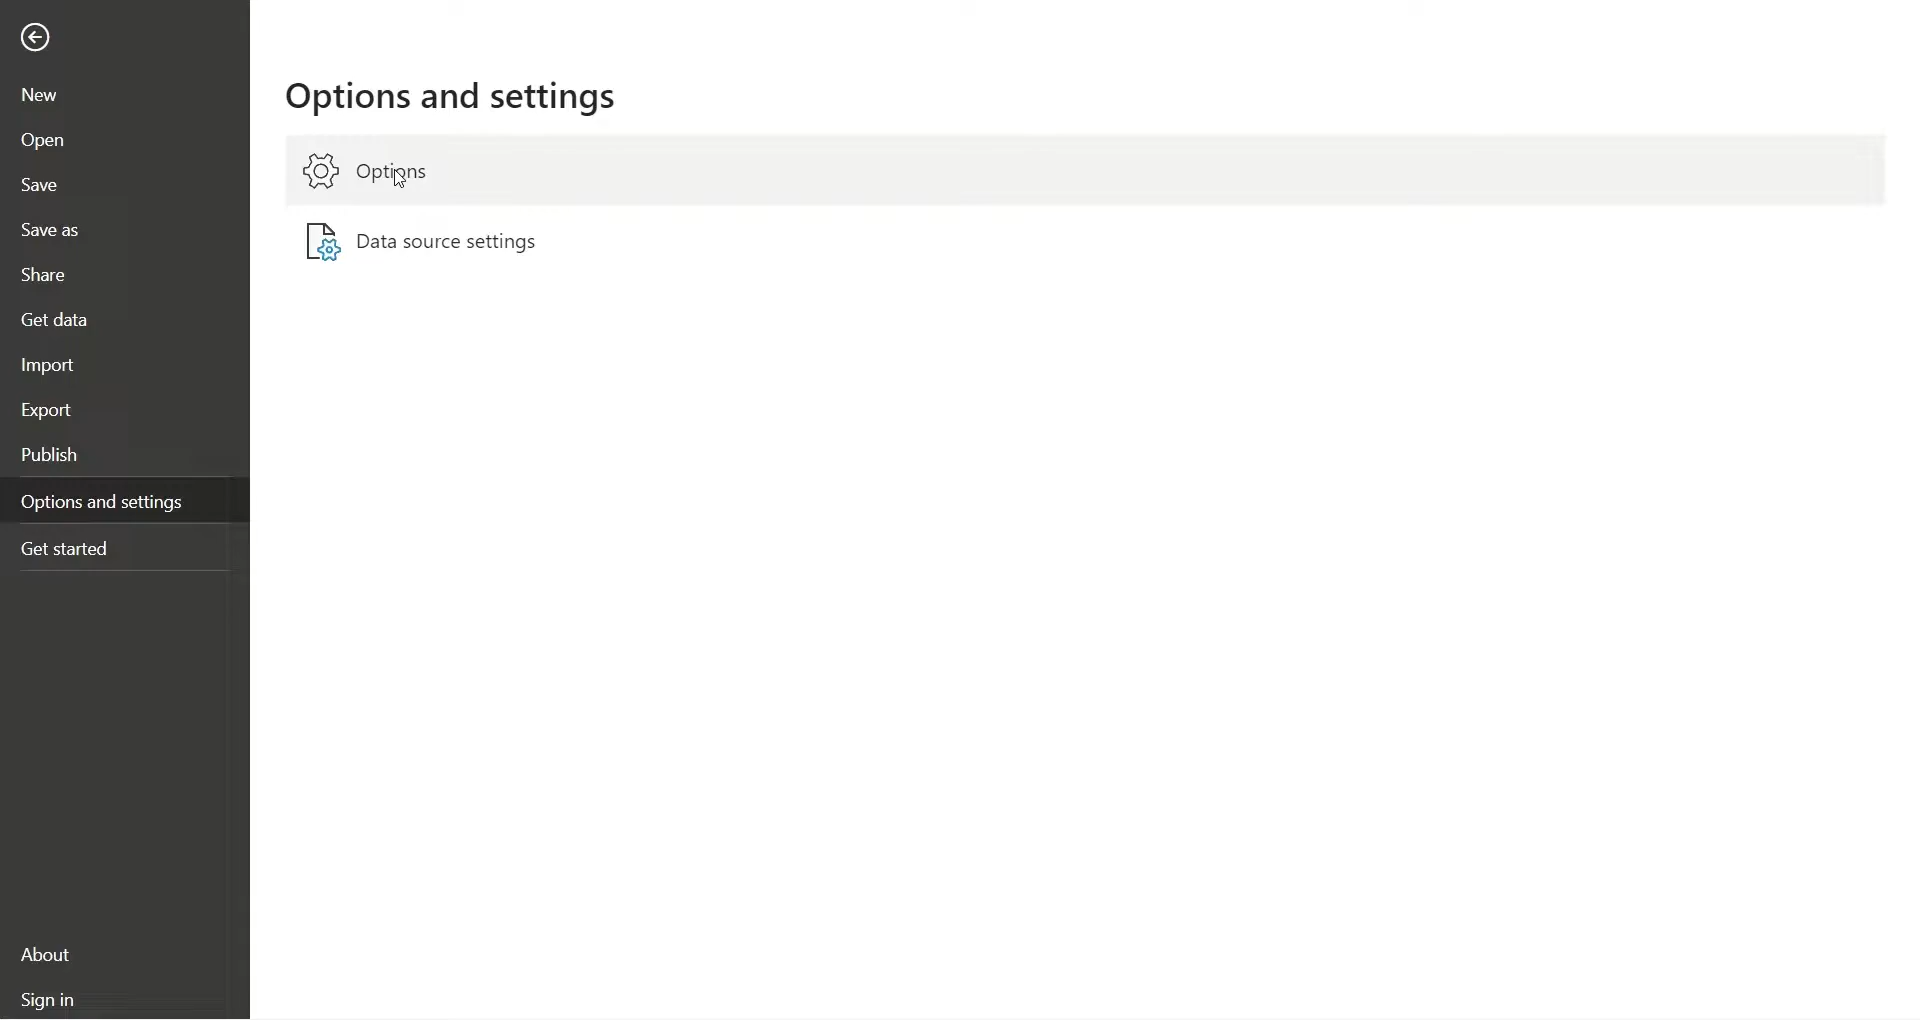 New
Open
Save
Save as
Share
Get data
Import
Export
Publish
Options and settings
Get started
About
Sign in
Options and settings
Options
Data source settings